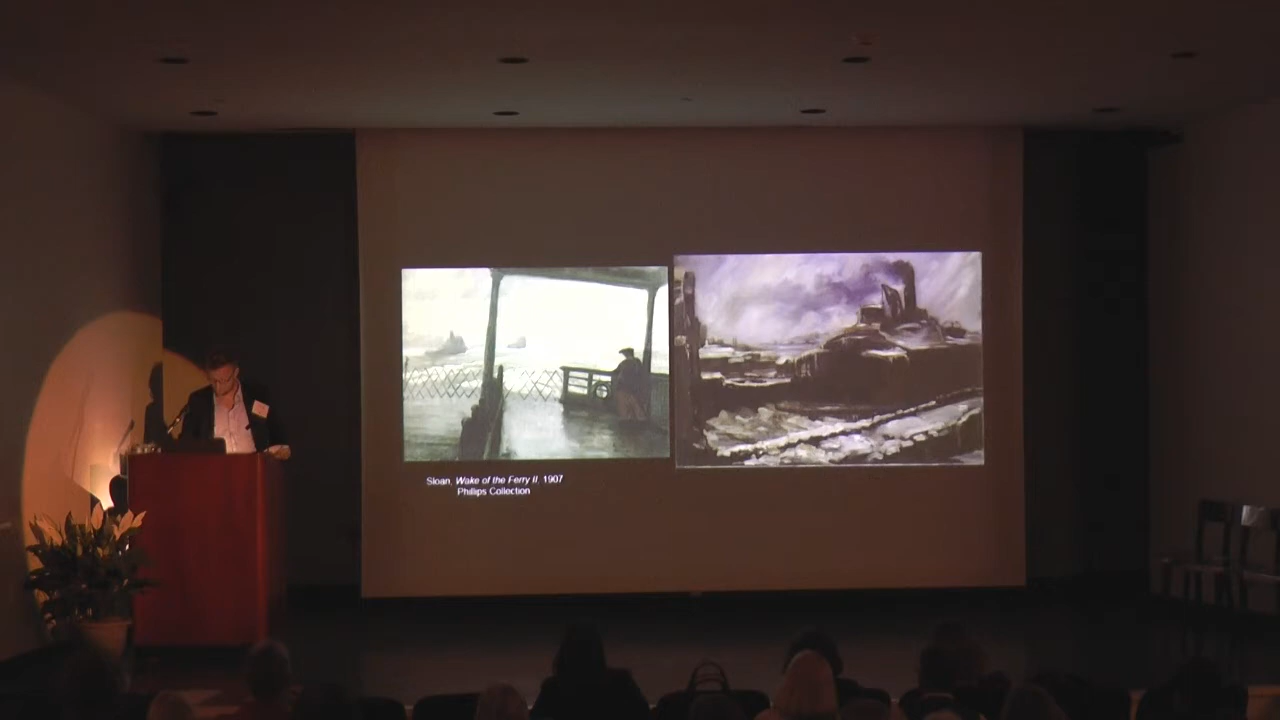 Sloan, Wake of the Ferry II, 1907
Phillips Collection